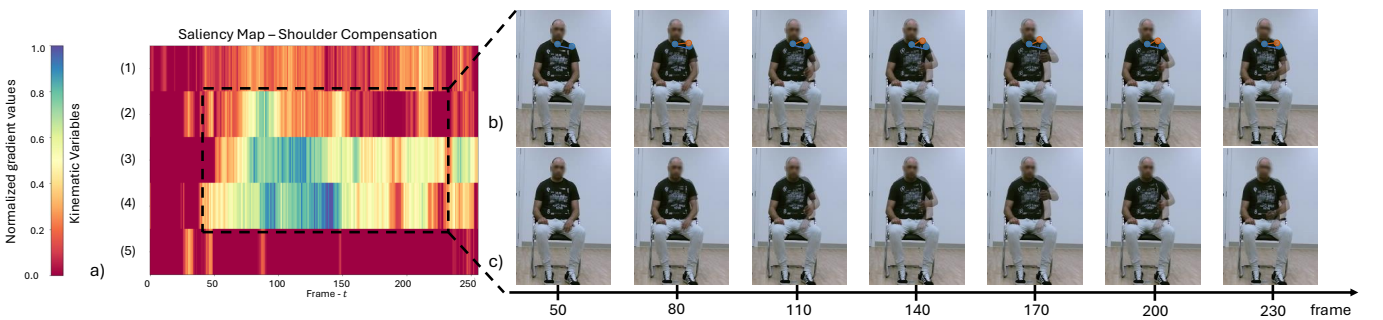 Saliency Map – Shoulder Compensation
Normalized gradient values
1.0
0.8
0.6
0.4
0.2
0.0
Kinematic Variables
(1)
(2)
(3)
(4)
(5)
a)
0 50 100 150 200 250
Frame - t
b)
c)
50 80 110 140 170 200 230 frame